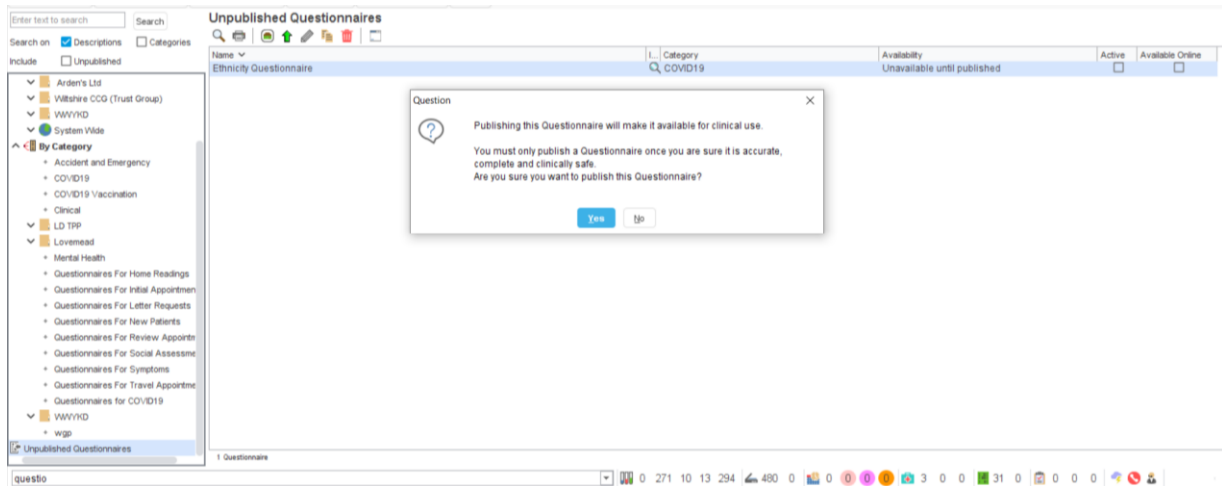 Enter text to search
Search
Search on
Descriptions
Categories
Include
Unpublished
Arden's Ltd
Wiltshire CCG (Trust Group)
System Wide
By Category
Accident and Emergency
COVID19
COVID19 Vaccination
Clinical
LD TPP
Lovemead
Mental Health
Questionnaires For Home Readings
Questionnaires For Initial Appointmen
Questionnaires For Letter Requests
Questionnaires For New Patients
Questionnaires For Review Appointm
Questionnaires For Social Assessme
Questionnaires For Symptoms
Questionnaires For Travel Appointme
Questionnaires for COVID19
wgp
Unpublished Questionnaires
Unpublished Questionnaires
Name I... Category Availability Active Available Online
Ethnicity Questionnaire COVID19 Unavailable until published
Question
Publishing this Questionnaire will make it available for clinical use.
You must only publish a Questionnaire once you are sure it is accurate,
complete and clinically safe.
Are you sure you want to publish this Questionnaire?
Yes No
1 Questionnaire
questio
0 271 10 13 294 480 0 0 0 0 0 3 0 0 31 0 0 0 0